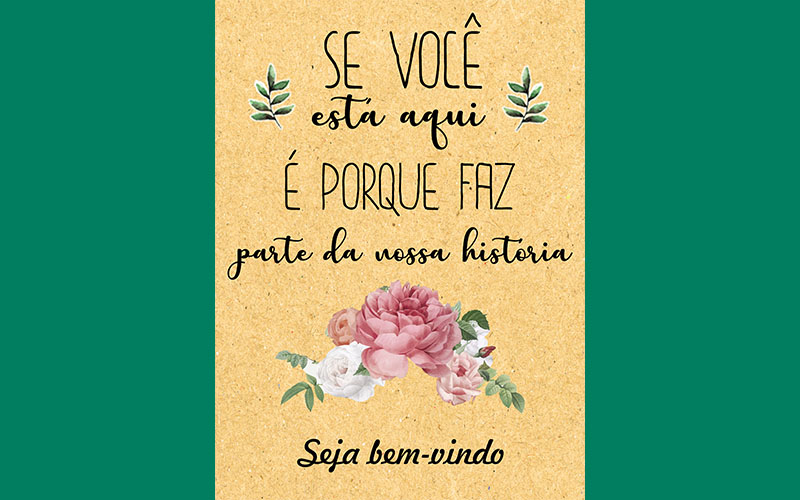 SE VOCÊ
está aqui
É PORQUE FAZ
parte da nossa história
Seja bem-vindo